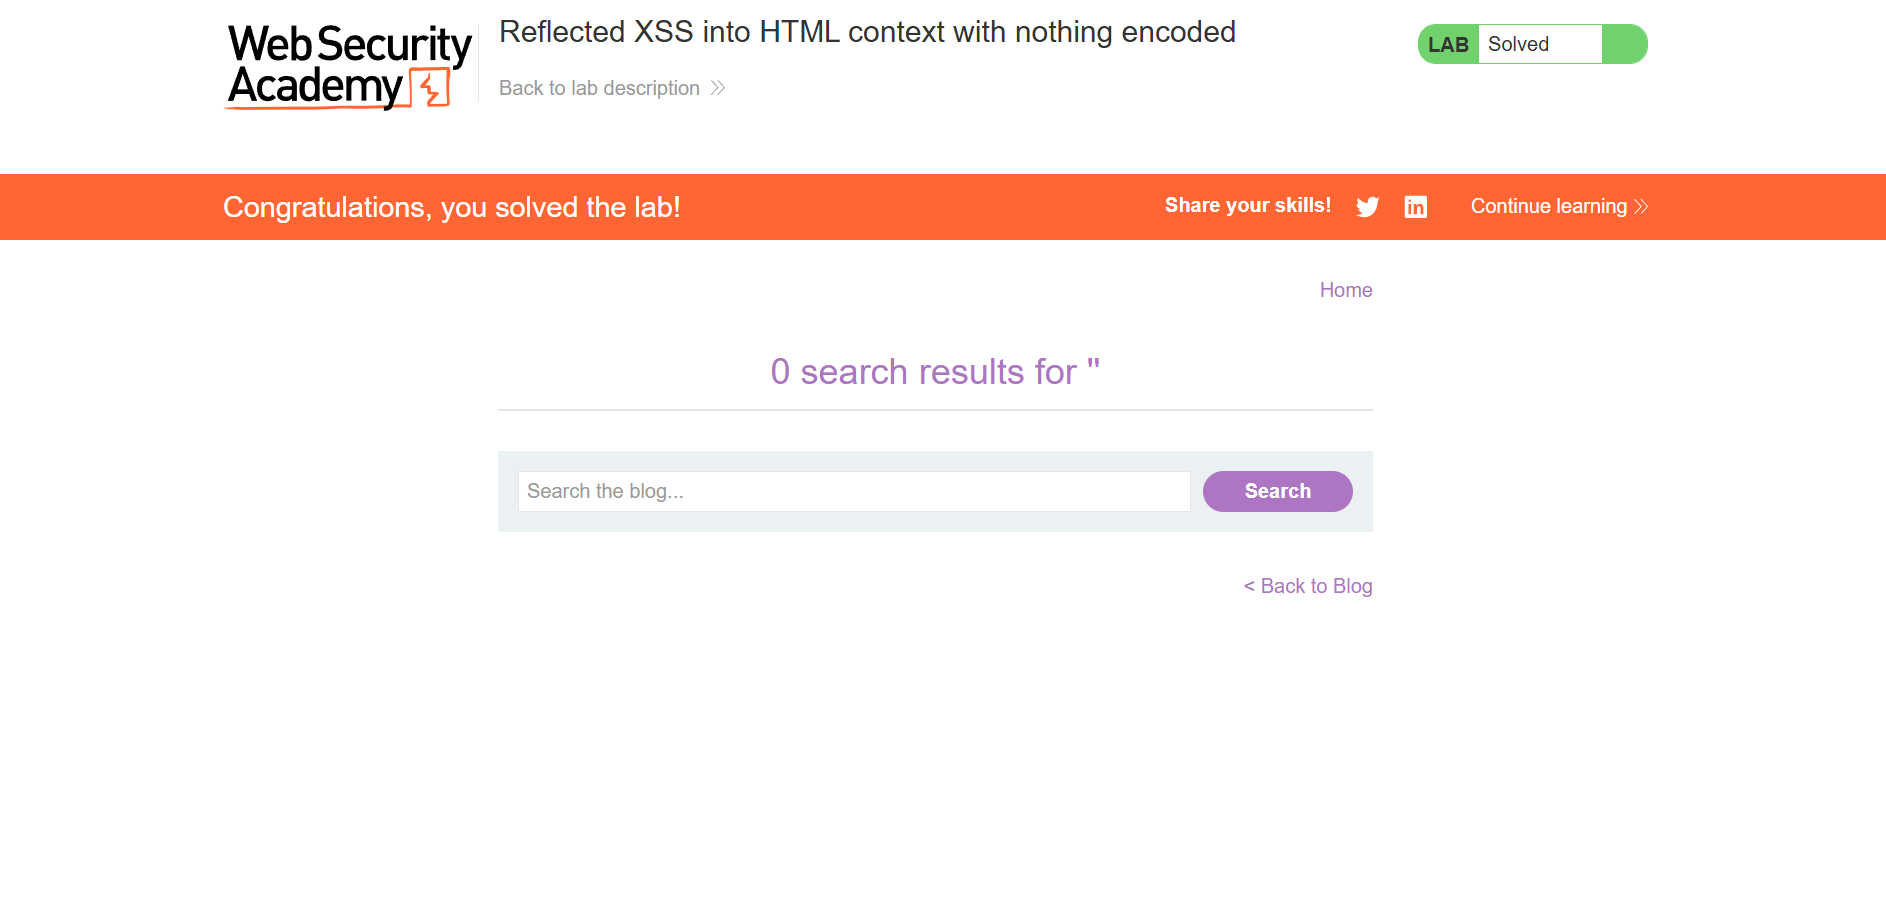 Web Security
Academy
Reflected XSS into HTML context with nothing encoded
Back to lab description
LAB Solved
Congratulations, you solved the lab!
Share your skills!
Continue learning
Home
0 search results for ''
Search the blog...
Search
< Back to Blog